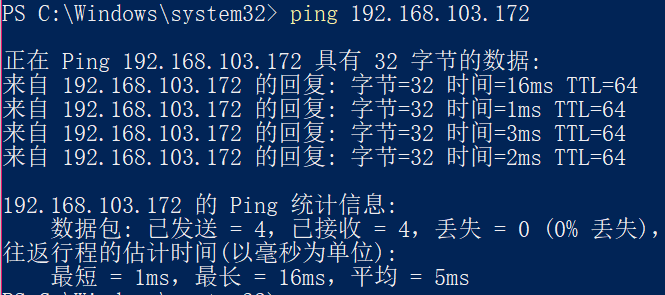 PS C:\Windows\system32> ping 192.168.103.172
正在 Ping 192.168.103.172 具有 32 字节的数据:
来自 192.168.103.172 的回复: 字节=32 时间=16ms TTL=64
来自 192.168.103.172 的回复: 字节=32 时间=1ms TTL=64
来自 192.168.103.172 的回复: 字节=32 时间=3ms TTL=64
来自 192.168.103.172 的回复: 字节=32 时间=2ms TTL=64
192.168.103.172 的 Ping 统计信息:
数据包: 已发送 = 4，已接收 = 4，丢失 = 0 (0% 丢失)，
往返行程的估计时间(以毫秒为单位):
最短 = 1ms，最长 = 16ms，平均 = 5ms
PS C:\Windows\system32>